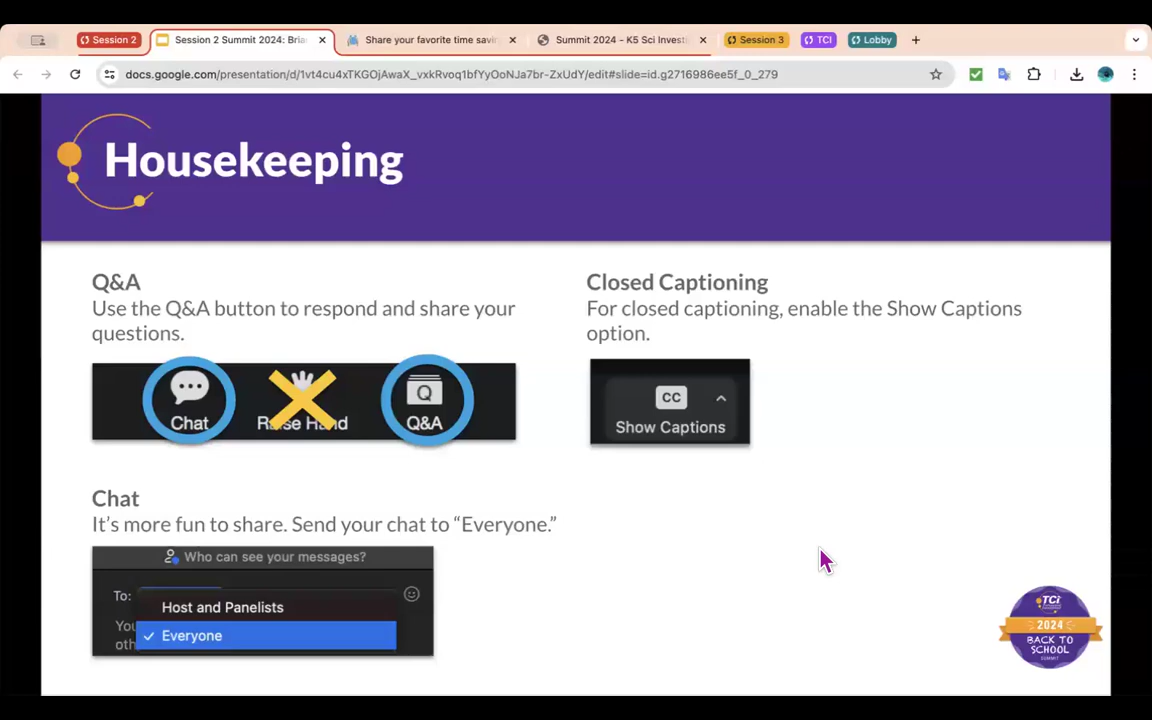 Session 2
Session 2 Summit 2024: Bria
Share your favorite time savin
Summit 2024 - K5 Sci Investi
Session 3
TCI
Lobby
docs.google.com/presentation/d/1vt4cu4xTKGOjAwaX_vxkRvoq1bfYyOoNJa7br-ZxUdY/edit#slide=id.g2716986ee5f_0_279
Housekeeping
Q&A
Use the Q&A button to respond and share your
questions.
Chat
Raise Hand
Q
Q&A
Closed Captioning
For closed captioning, enable the Show Captions
option.
CC
Show Captions
Chat
It's more fun to share. Send your chat to “Everyone.”
Who can see your messages?
To:
Host and Panelists
You
Everyone
oth
TCi
2024
BACK TO
SCHOOL
SUMMIT